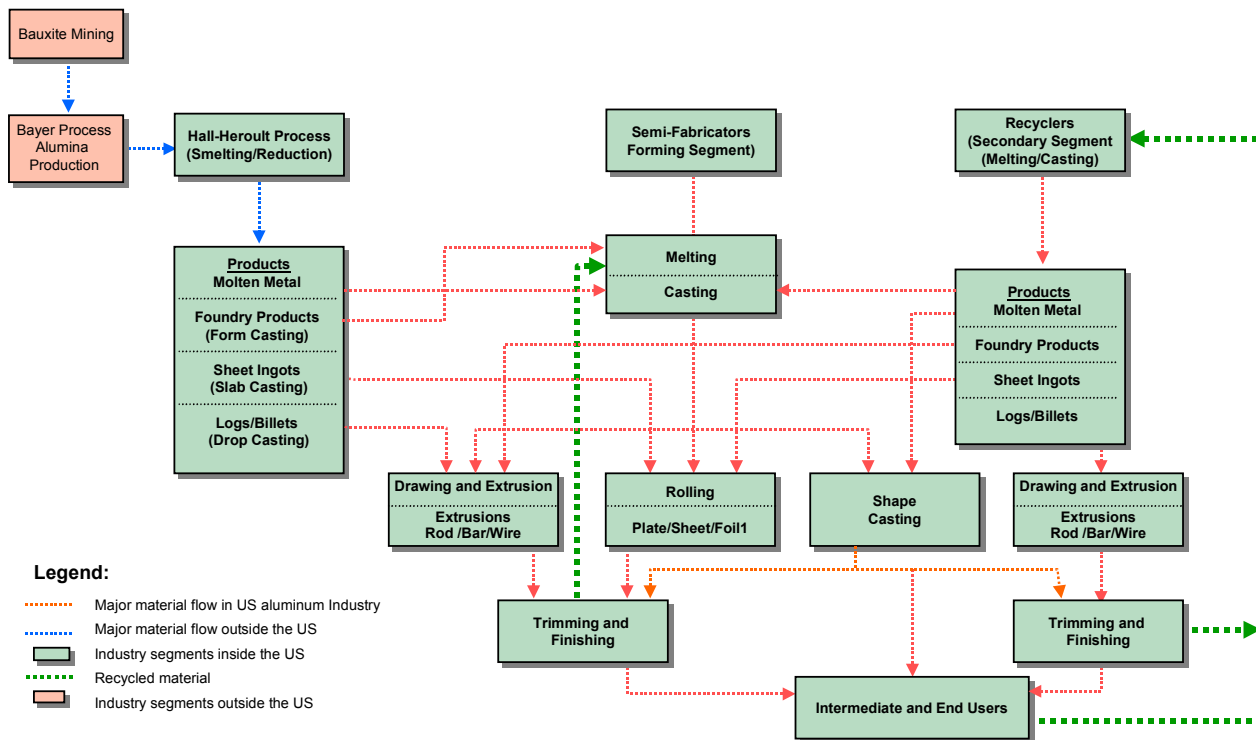 Bauxite Mining
Bayer Process
Alumina
Production
Hall-Heroult Process
(Smelting/Reduction)
Semi-Fabricators
Forming Segment)
Recyclers
(Secondary Segment
(Melting/Casting)
Products
Molten Metal
Foundry Products
(Form Casting)
Sheet Ingots
(Slab Casting)
Logs/Billets
(Drop Casting)
Melting
Casting
Products
Molten Metal
Foundry Products
Sheet Ingots
Logs/Billets
Drawing and Extrusion
Extrusions
Rod /Bar/Wire
Rolling
Plate/Sheet/Foil1
Shape
Casting
Drawing and Extrusion
Extrusions
Rod /Bar/Wire
Trimming and
Finishing
Trimming and
Finishing
Intermediate and End Users
Legend:
Major material flow in US aluminum Industry
Major material flow outside the US
Industry segments inside the US
Recycled material
Industry segments outside the US